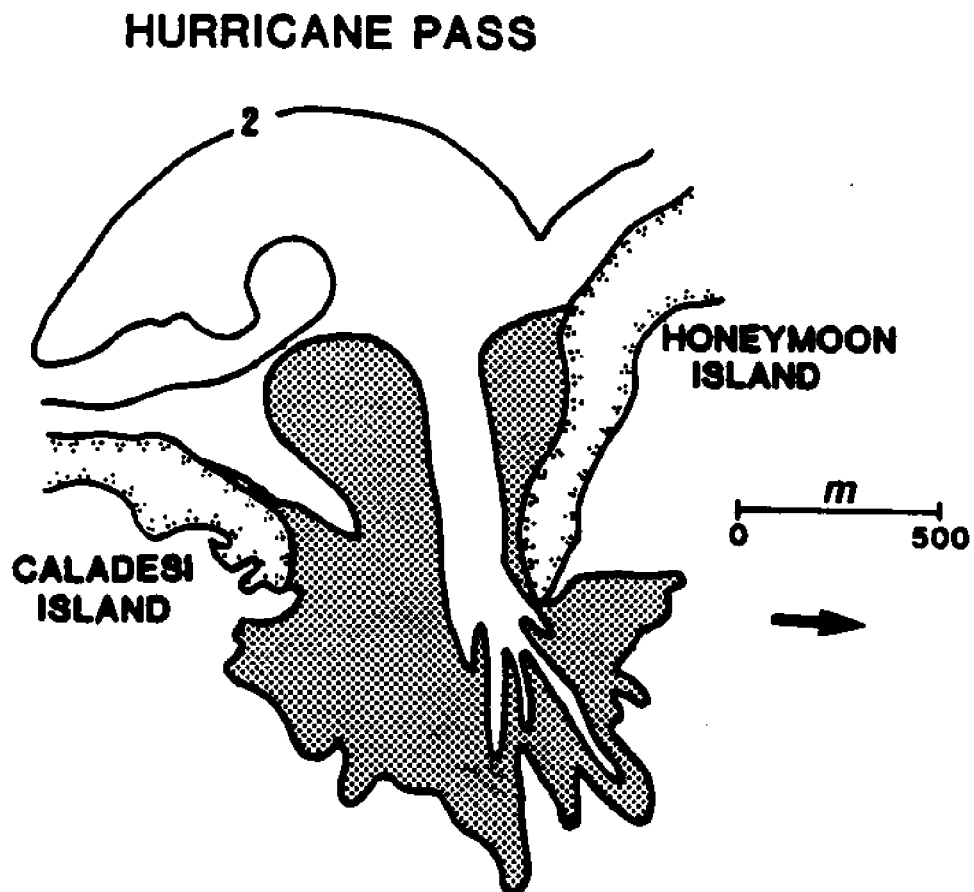 HURRICANE PASS
2
HONEYMOON
ISLAND
m
0 500
CALADESI
ISLAND